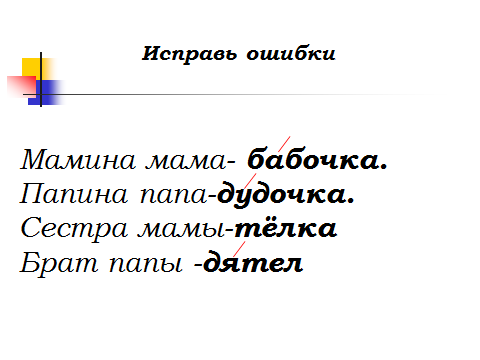 Исправь ошибки
Мамина мама- бабочка.
Папина папа-дудочка.
Сестра мамы-тёлка
Брат папы -дятел